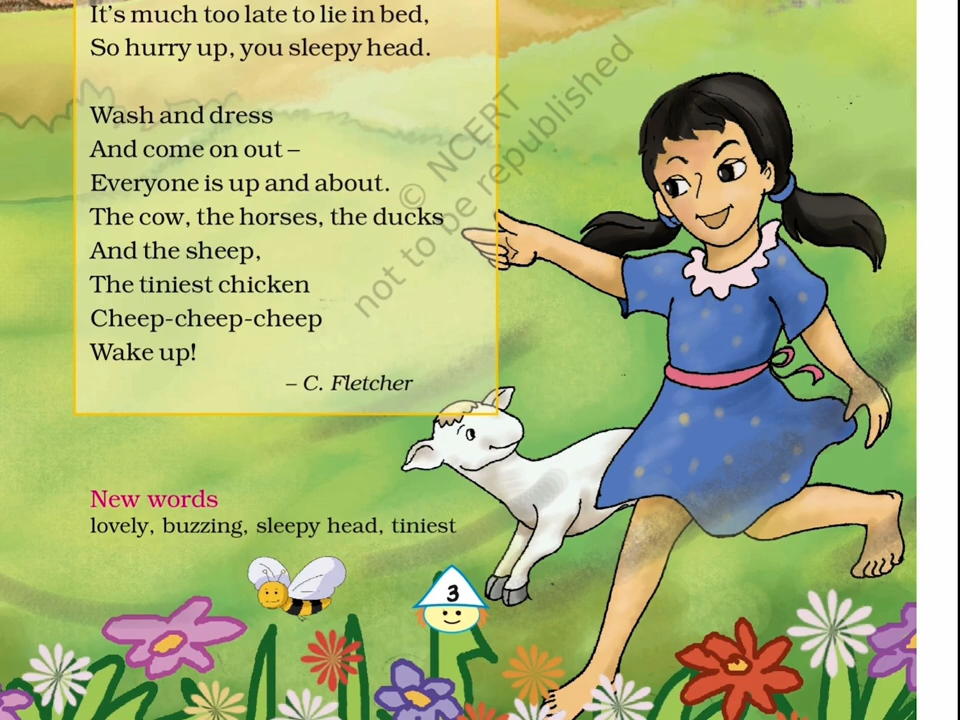 It's much too late to lie in bed,
So hurry up, you sleepy head.
Wash and dress
And come on out –
Everyone is up and about.
The cow, the horses, the ducks
And the sheep,
The tiniest chicken
Cheep-cheep-cheep
Wake up!
– C. Fletcher
© NCERT
not to be republished
New words
lovely, buzzing, sleepy head, tiniest
3